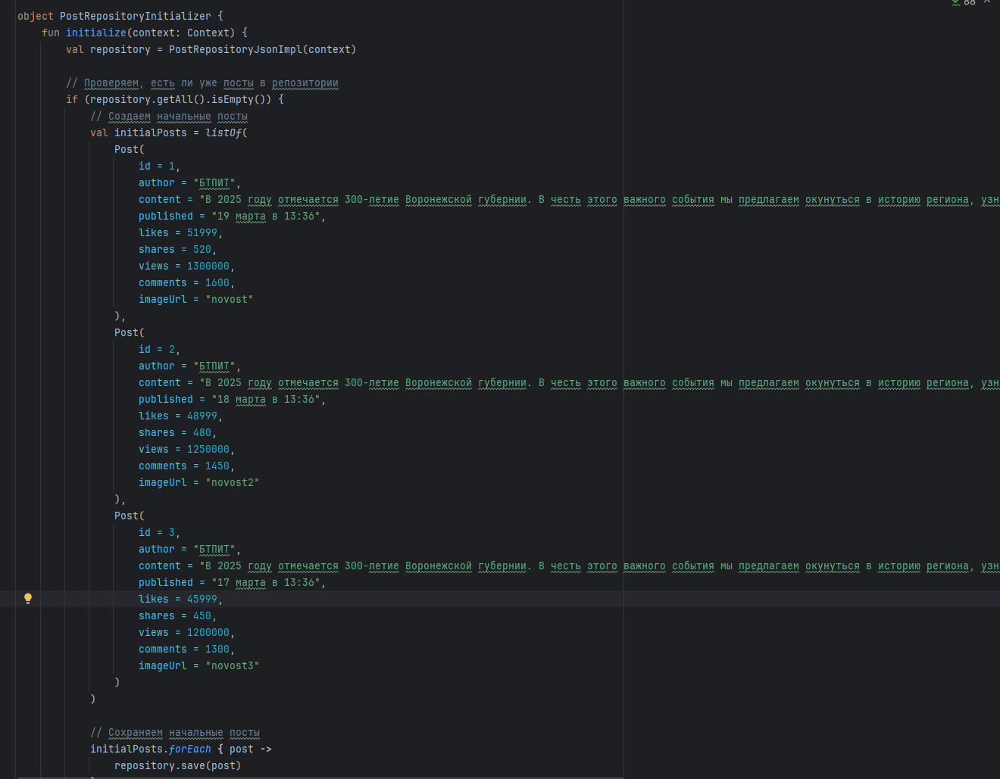 88
object PostRepositoryInitializer {
fun initialize(context: Context) {
val repository = PostRepositoryJsonImpl(context)
// Проверяем, есть ли уже посты в репозитории
if (repository.getAll().isEmpty()) {
// Создаем начальные посты
val initialPosts = listOf(
Post(
id = 1,
author = "БТПИТ",
content = "В 2025 году отмечается 300-летие Воронежской губернии. В честь этого важного события мы предлагаем окунуться в историю региона, узн
published = "19 марта в 13:36",
likes = 51999,
shares = 520,
views = 1300000,
comments = 1600,
imageUrl = "novost"
),
Post(
id = 2,
author = "БТПИТ",
content = "В 2025 году отмечается 300-летие Воронежской губернии. В честь этого важного события мы предлагаем окунуться в историю региона, узн
published = "18 марта в 13:36",
likes = 48999,
shares = 480,
views = 1250000,
comments = 1450,
imageUrl = "novost2"
),
Post(
id = 3,
author = "БТПИТ",
content = "В 2025 году отмечается 300-летие Воронежской губернии. В честь этого важного события мы предлагаем окунуться в историю региона, узн
published = "17 марта в 13:36",
likes = 45999,
shares = 450,
views = 1200000,
comments = 1300,
imageUrl = "novost3"
)
)
// Сохраняем начальные посты
initialPosts.forEach { post ->
repository.save(post)